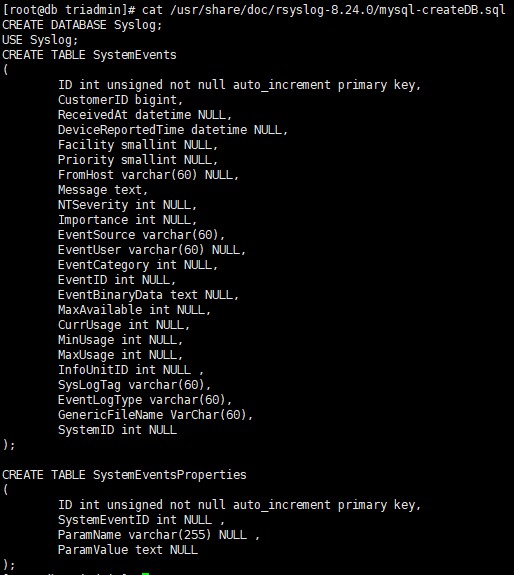 [root@db triadmin]# cat /usr/share/doc/rsyslog-8.24.0/mysql-createDB.sql
CREATE DATABASE Syslog;
USE Syslog;
CREATE TABLE SystemEvents
(
        ID int unsigned not null auto_increment primary key,
        CustomerID bigint,
        ReceivedAt datetime NULL,
        DeviceReportedTime datetime NULL,
        Facility smallint NULL,
        Priority smallint NULL,
        FromHost varchar(60) NULL,
        Message text,
        NTSeverity int NULL,
        Importance int NULL,
        EventSource varchar(60),
        EventUser varchar(60) NULL,
        EventCategory int NULL,
        EventID int NULL,
        EventBinaryData text NULL,
        MaxAvailable int NULL,
        CurrUsage int NULL,
        MinUsage int NULL,
        MaxUsage int NULL,
        InfoUnitID int NULL ,
        SysLogTag varchar(60),
        EventLogType varchar(60),
        GenericFileName VarChar(60),
        SystemID int NULL
);

CREATE TABLE SystemEventsProperties
(
        ID int unsigned not null auto_increment primary key,
        SystemEventID int NULL ,
        ParamName varchar(255) NULL ,
        ParamValue text NULL
);